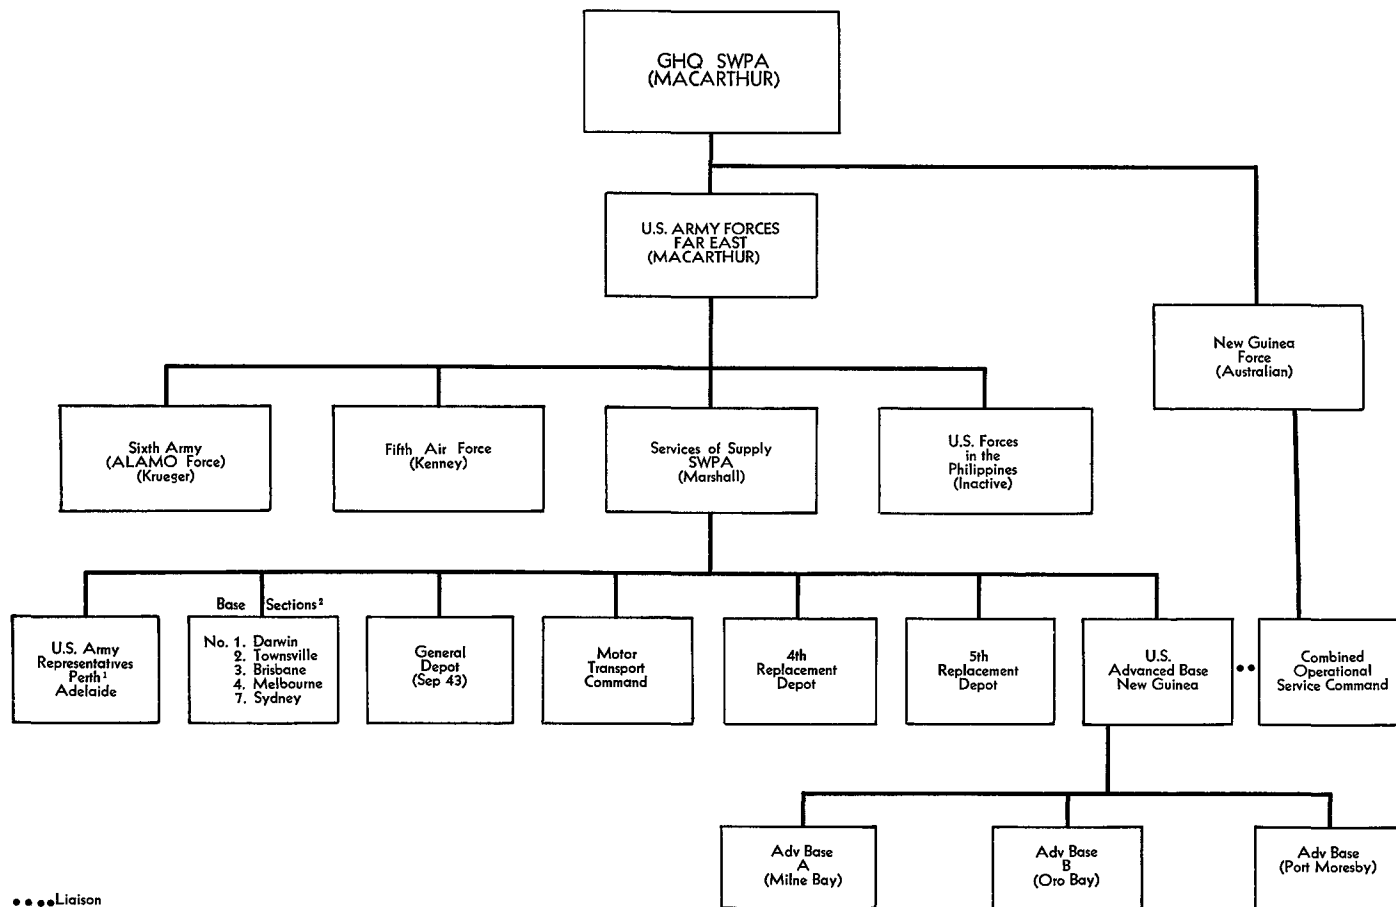 GHQ SWPA
(MACARTHUR)
U.S. ARMY FORCES
FAR EAST
(MACARTHUR)
New Guinea
Force
(Australian)
Sixth Army
(ALAMO Force)
(Krueger)
Fifth Air Force
(Kenney)
Services of Supply
SWPA
(Marshall)
U.S. Forces
in the
Philippines
(Inactive)
U.S. Army
Representatives
Perth¹
Adelaide
Base Sections²
No. 1. Darwin
2. Townsville
3. Brisbane
4. Melbourne
7. Sydney
General
Depot
(Sep 43)
Motor
Transport
Command
4th
Replacement
Depot
5th
Replacement
Depot
U.S.
Advanced Base
New Guinea
Combined
Operational
Service Command
Adv Base
A
(Milne Bay)
Adv Base
B
(Oro Bay)
Adv Base
(Port Moresby)
••••Liaison